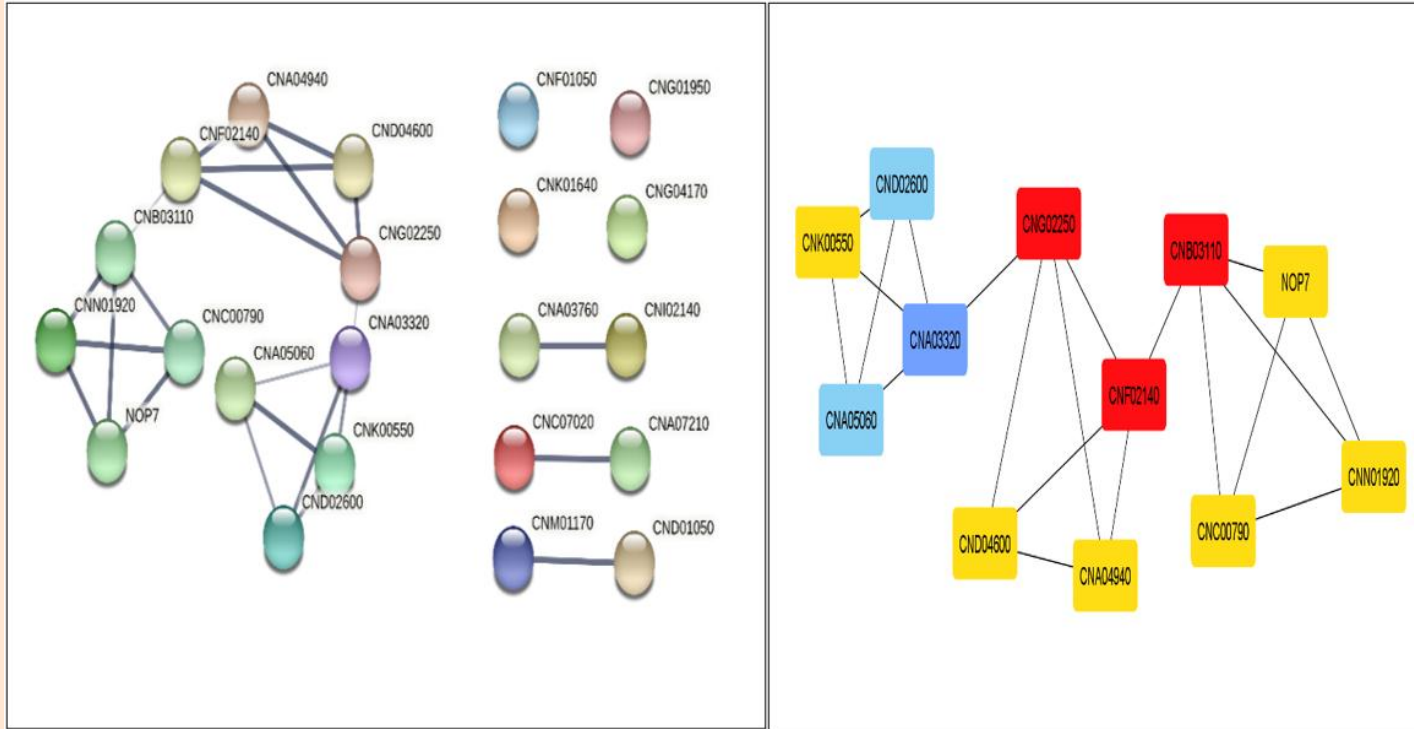 CNA04940
CNF02140
CND04600
CNB03110
CNG02250
CNN01920
CNC00790
CNA03320
CNA05060
NOP7
CNK00550
CND02600
CNF01050
CNG01950
CNK01640
CNG04170
CNA03760
CNI02140
CNC07020
CNA07210
CNM01170
CND01050
CND02600
CNK00550
CNG02250
CNB03110
NOP7
CNA03320
CNF02140
CNA05060
CNN01920
CNC00790
CND04600
CNA04940